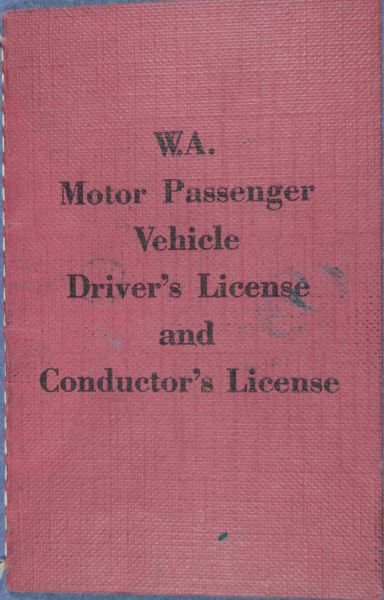 W.A.
Motor Passenger
Vehicle
Driver's License
and
Conductor's License